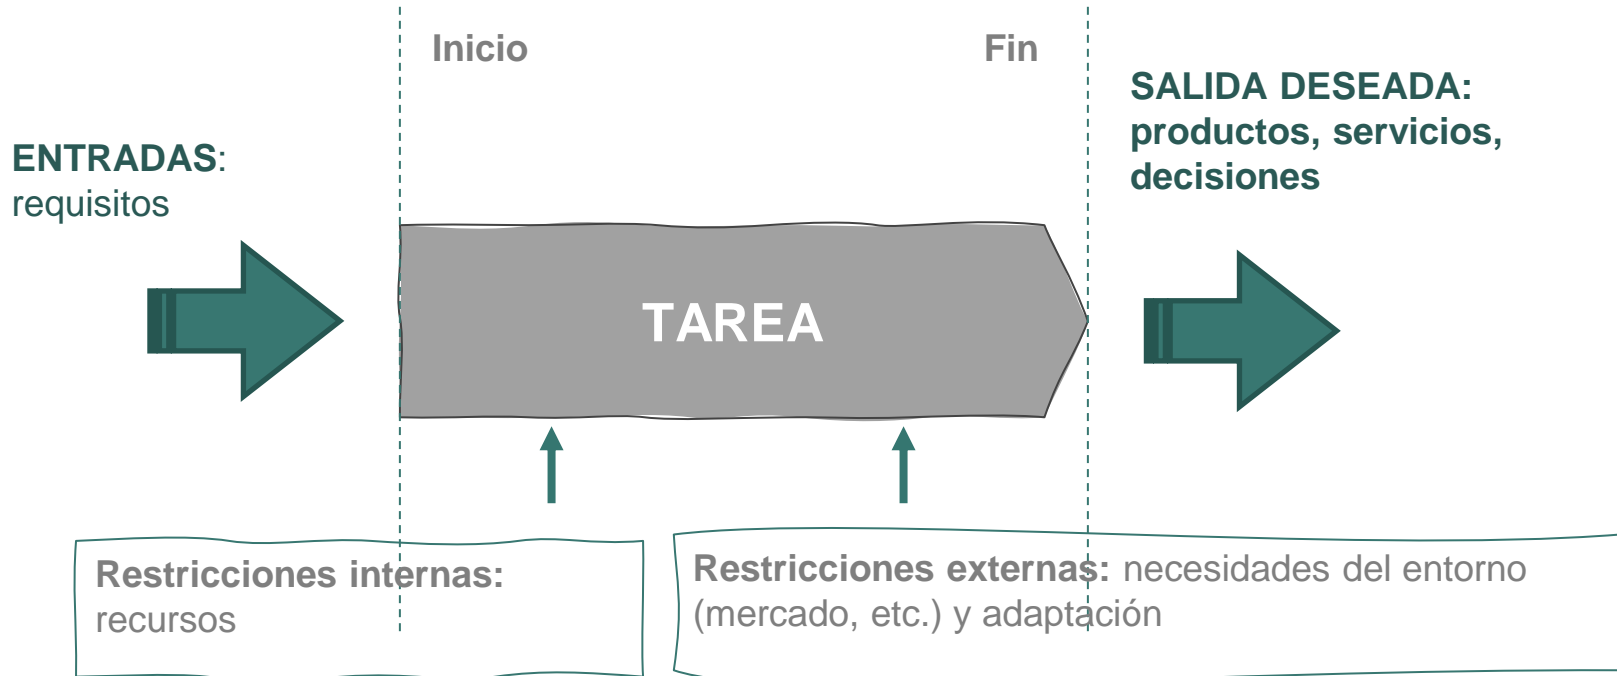 Inicio
Fin
SALIDA DESEADA:
productos, servicios,
decisiones
ENTRADAS:
requisitos
TAREA
Restricciones internas:
recursos
Restricciones externas: necesidades del entorno
(mercado, etc.) y adaptación